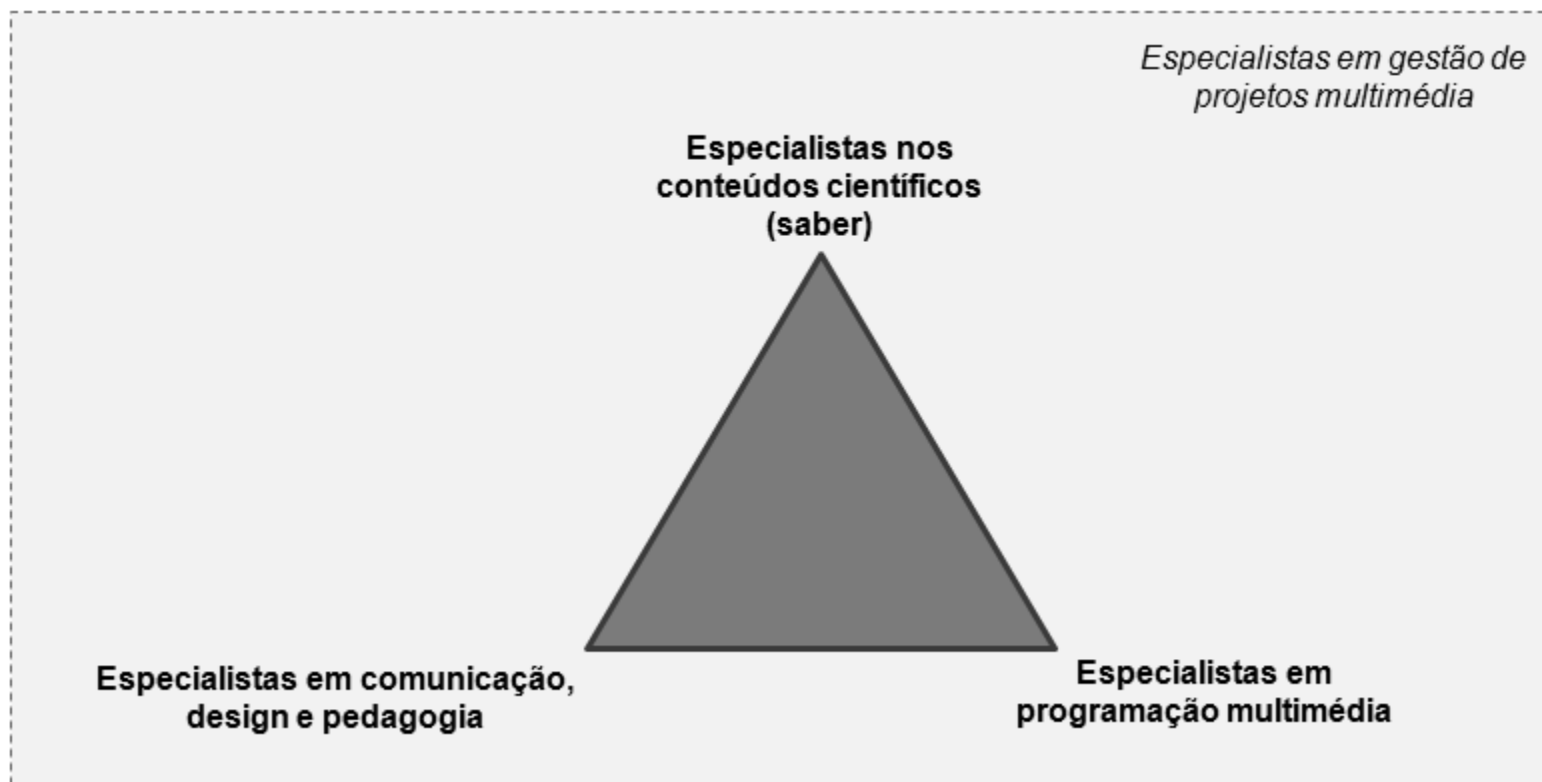 Especialistas em gestão de
projetos multimédia
Especialistas nos
conteúdos científicos
(saber)
Especialistas em comunicação,
design e pedagogia
Especialistas em
programação multimédia